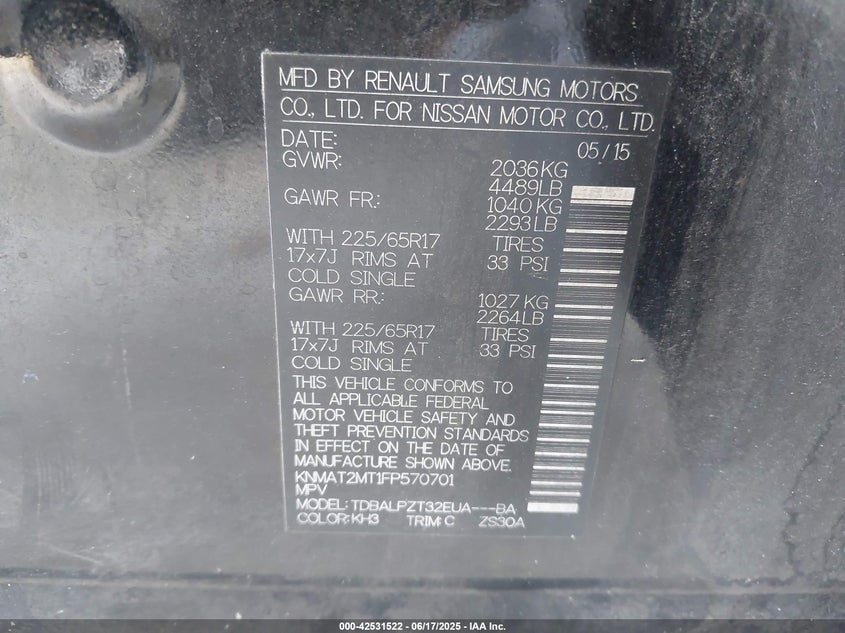 MFD BY RENAULT SAMSUNG MOTORS
CO., LTD. FOR NISSAN MOTOR CO., LTD.
DATE: 05/15
GVWR: 2036KG
4489LB
GAWR FR.: 1040KG
2293LB
WITH 225/65R17 TIRES
17x7J RIMS AT 33 PSI
COLD SINGLE
GAWR RR.: 1027KG
2264LB
WITH 225/65R17 TIRES
17x7J RIMS AT 33 PSI
COLD SINGLE
THIS VEHICLE CONFORMS TO
ALL APPLICABLE FEDERAL
MOTOR VEHICLE SAFETY AND
THEFT PREVENTION STANDARDS
IN EFFECT ON THE DATE OF
MANUFACTURE SHOWN ABOVE.
KNMAT2MT1FP570701
MPV
MODEL: TDBALPZT32EUA---BA
COLOR: KH3 TRIM: C ZS30A
000-42531522 - 06/17/2025 - IAA Inc.